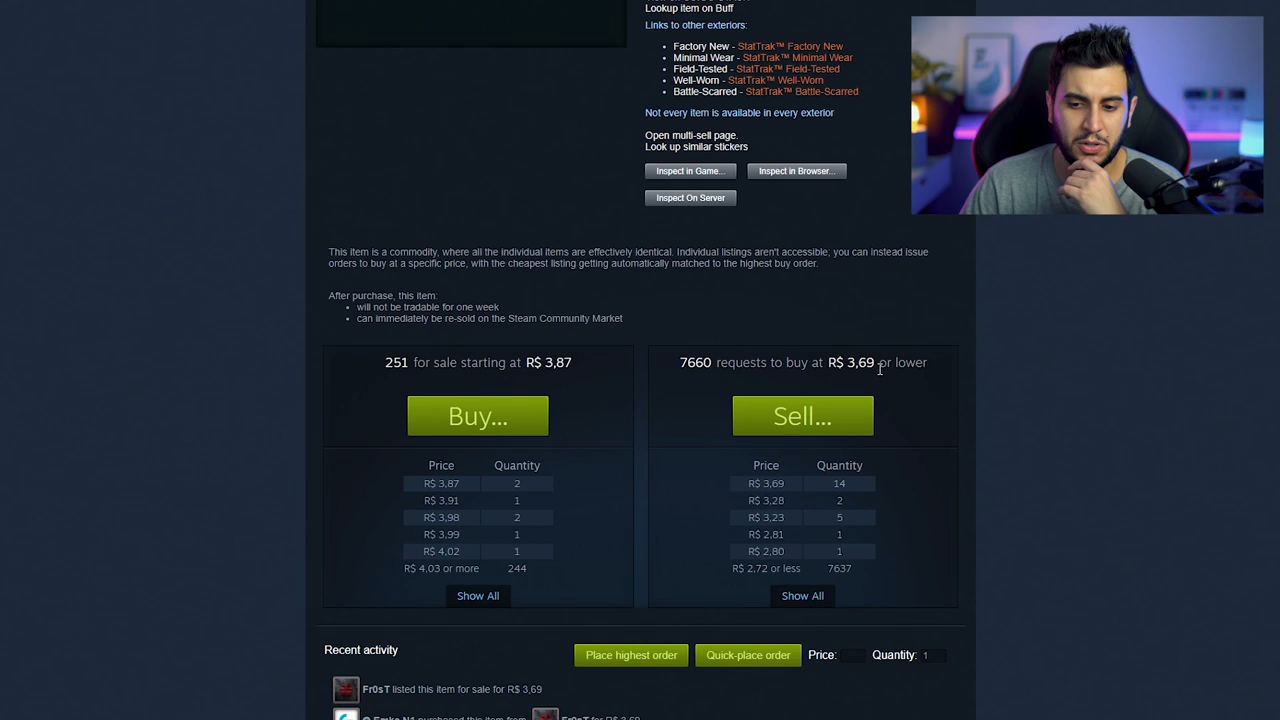 Lookup item on Buff
Links to other exteriors:
Factory New - StatTrak™ Factory New
Minimal Wear - StatTrak™ Minimal Wear
Field-Tested - StatTrak™ Field-Tested
Well-Worn - StatTrak™ Well-Worn
Battle-Scarred - StatTrak™ Battle-Scarred
Not every item is available in every exterior
Open multi-sell page.
Look up similar stickers
Inspect in Game...
Inspect in Browser...
Inspect On Server
This item is a commodity, where all the individual items are effectively identical. Individual listings aren't accessible; you can instead issue
orders to buy at a specific price, with the cheapest listing getting automatically matched to the highest buy order.
After purchase, this item:
will not be tradable for one week
can immediately be re-sold on the Steam Community Market
251 for sale starting at R$ 3,87
Buy...
Price Quantity
R$ 3,87 2
R$ 3,91 1
R$ 3,98 2
R$ 3,99 1
R$ 4,02 1
R$ 4,03 or more 244
Show All
7660 requests to buy at R$ 3,69 or lower
Sell...
Price Quantity
R$ 3,69 14
R$ 3,28 2
R$ 3,23 5
R$ 2,81 1
R$ 2,80 1
R$ 2,72 or less 7637
Show All
Recent activity
Place highest order
Quick-place order
Price:
Quantity: 1
Fr0sT listed this item for sale for R$ 3,69
purchased this item from Fr0sT for R$ 3,69